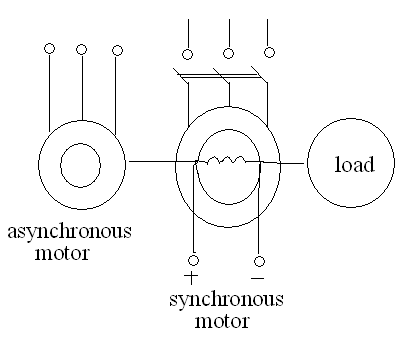 load
asynchronous
motor
+ −
synchronous
motor